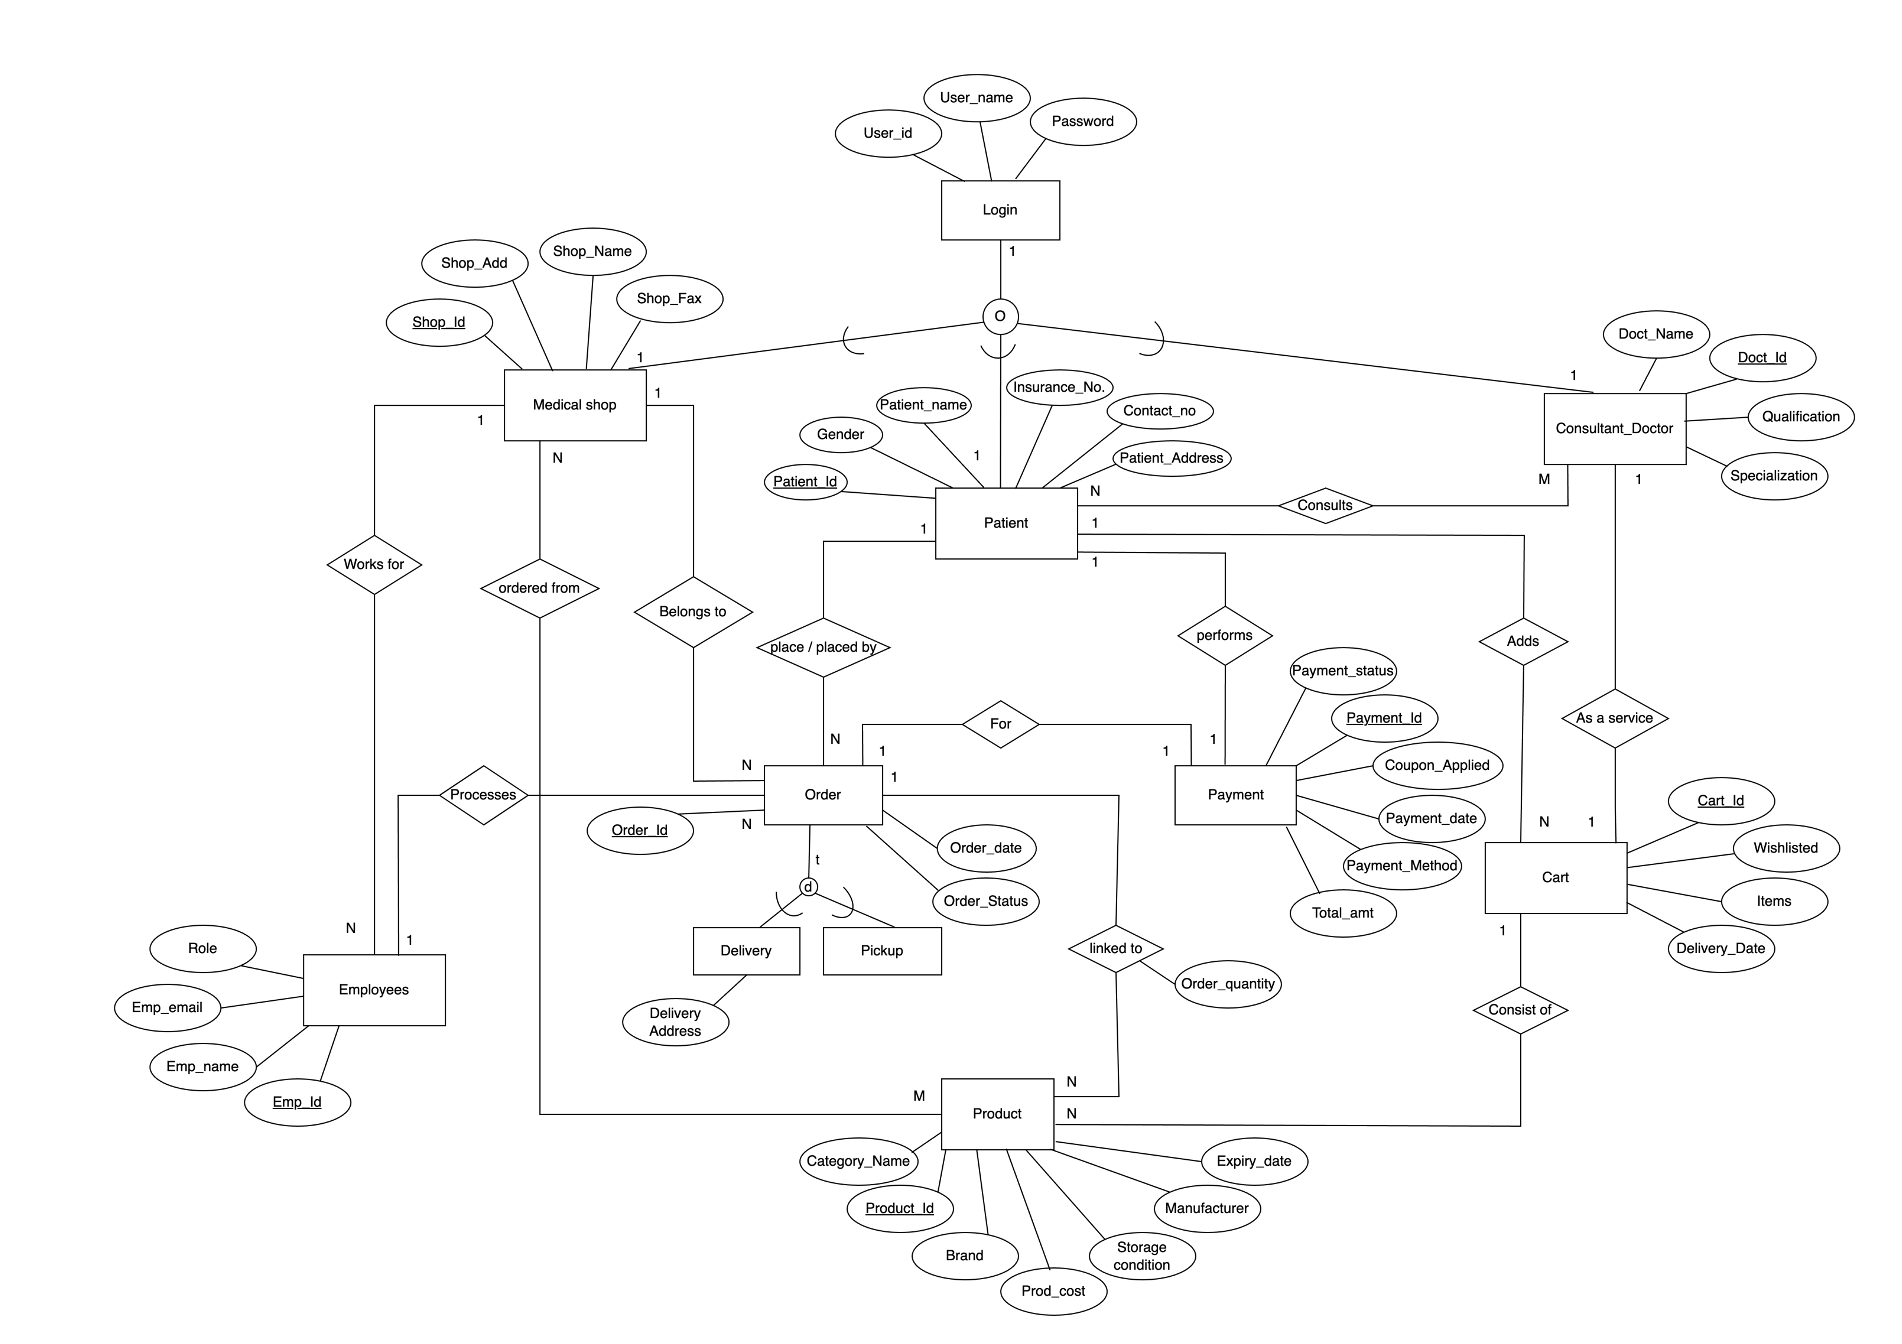 User_name
Password
User_id
Login
1
Shop_Name
Shop_Add
Shop_Fax
Shop_Id
O
1
Medical shop
1
1
N
Doct_Name
Doct_Id
1
Qualification
Consultant_Doctor
Specialization
M
1
Insurance_No.
Patient_name
Contact_no
Gender
1
Patient_Address
Patient_Id
N
Patient
1
1
1
Consults
Works for
ordered from
Belongs to
place / placed by
performs
Adds
As a service
Payment_status
Payment_Id
Coupon_Applied
Payment_date
Payment_Method
Total_amt
For
N
1
1
1
1
N
Processes
Order
Payment
N
Order_Id
Order_date
Order_Status
t
d
Delivery
Pickup
Delivery
Address
N
1
Cart_Id
Wishlisted
Cart
Items
Delivery_Date
1
linked to
Order_quantity
Consist of
N
1
Role
Employees
Emp_email
Emp_name
Emp_Id
M
Product
N
N
Category_Name
Product_Id
Brand
Prod_cost
Storage
condition
Manufacturer
Expiry_date